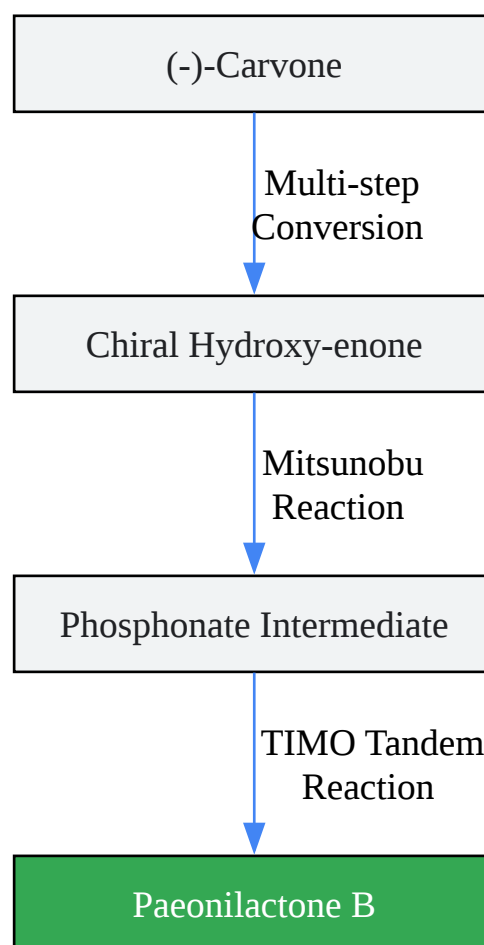 (-)-Carvone
Multi-step
Conversion
Chiral Hydroxy-enone
Mitsunobu
Reaction
Phosphonate Intermediate
TIMO Tandem
Reaction
Paeonilactone B